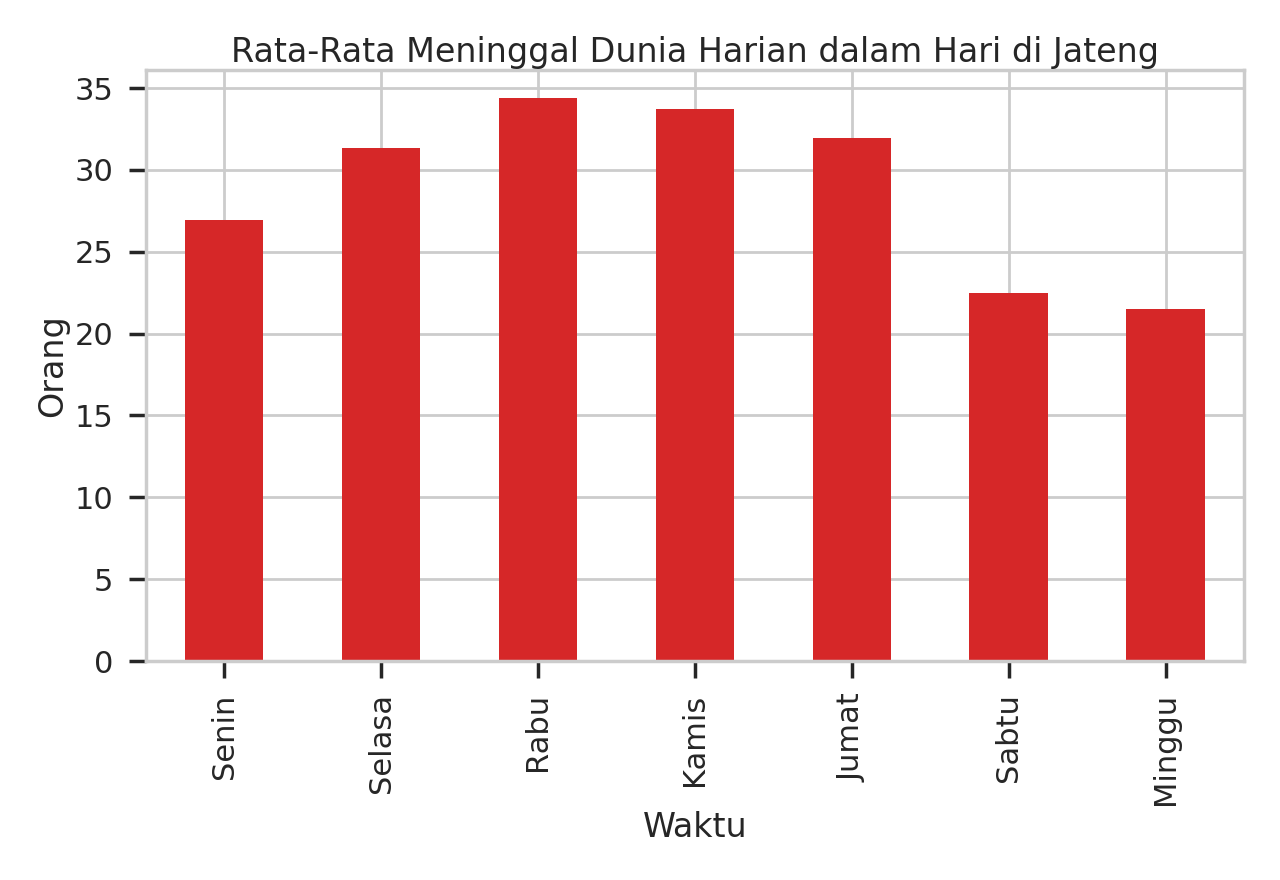 Rata-Rata Meninggal Dunia Harian dalam Hari di Jateng
35
30
25
20
15
10
5
0
Orang
Senin
Selasa
Rabu
Kamis
Jumat
Sabtu
Minggu
Waktu